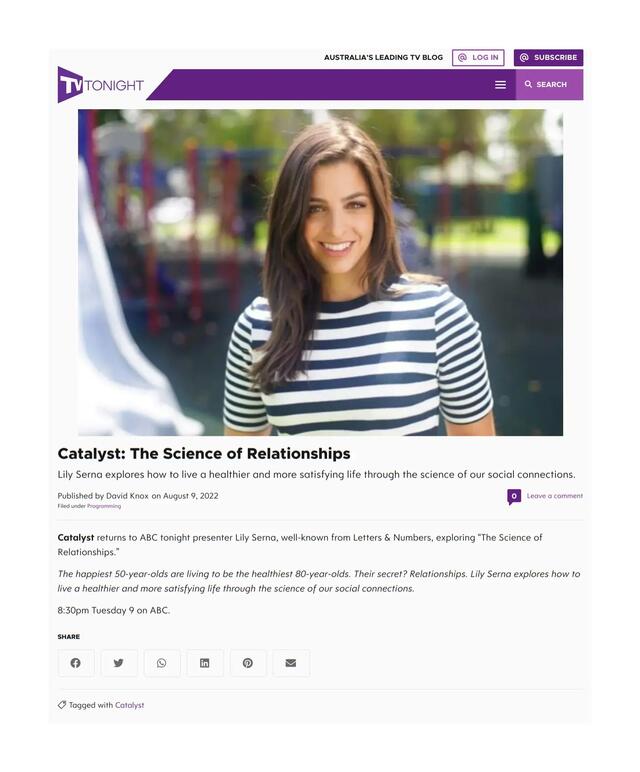 AUSTRALIA'S LEADING TV BLOG
LOG IN
SUBSCRIBE
TV TONIGHT
SEARCH
Catalyst: The Science of Relationships
Lily Serna explores how to live a healthier and more satisfying life through the science of our social connections.
Published by David Knox on August 9, 2022
0 Leave a comment
Filed under Programming
Catalyst returns to ABC tonight presenter Lily Serna, well-known from Letters & Numbers, exploring “The Science of
Relationships.”
The happiest 50-year-olds are living to be the healthiest 80-year-olds. Their secret? Relationships. Lily Serna explores how to
live a healthier and more satisfying life through the science of our social connections.
8:30pm Tuesday 9 on ABC.
SHARE
Tagged with Catalyst